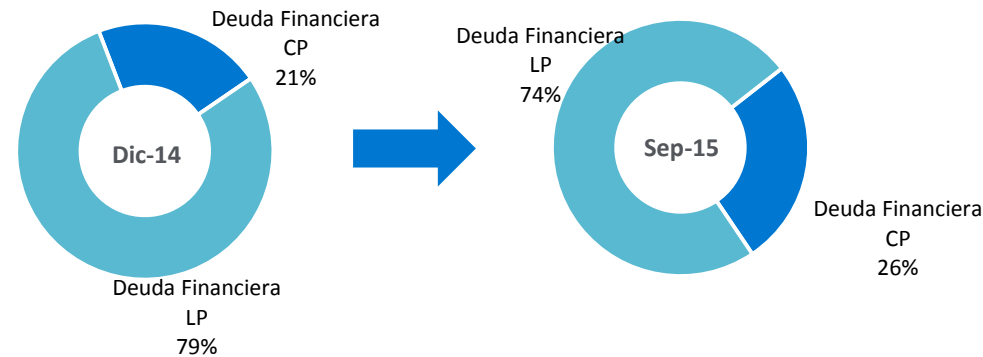 Deuda Financiera
CP
21%
Dic-14
Deuda Financiera
LP
79%
Deuda Financiera
LP
74%
Sep-15
Deuda Financiera
CP
26%